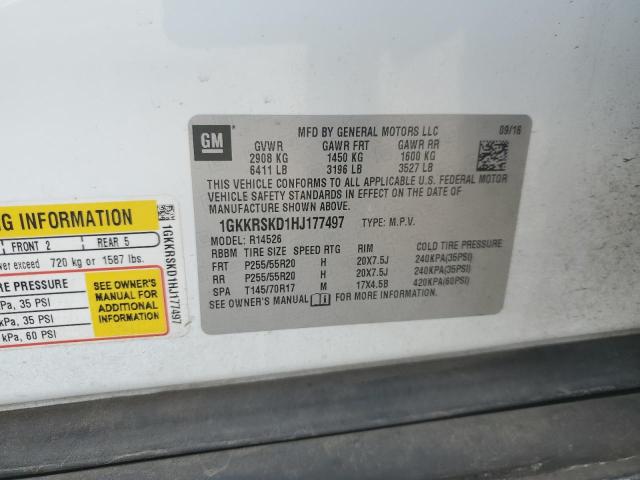 GM
MFD BY GENERAL MOTORS LLC
09/16
GVWR GAWR FRT GAWR RR
2908 KG 1450 KG 1600 KG
6411 LB 3196 LB 3527 LB
THIS VEHICLE CONFORMS TO ALL APPLICABLE U.S. FEDERAL MOTOR
VEHICLE SAFETY STANDARDS IN EFFECT ON THE DATE OF
MANUFACTURE SHOWN ABOVE.
1GKKRSKD1HJ177497 TYPE: M.P.V.
MODEL: R14526
RBBM TIRE SIZE SPEED RTG RIM COLD TIRE PRESSURE
FRT P255/55R20 H 20X7.5J 240KPA(35PSI)
RR P255/55R20 H 20X7.5J 240KPA(35PSI)
SPA T145/70R17 M 17X4.5B 420KPA(60PSI)
SEE OWNER'S MANUAL FOR MORE INFORMATION.
INFORMATION
FRONT 2 REAR 5
exceed 720 kg or 1587 lbs.
PRESSURE
kPa, 35 PSI
kPa, 35 PSI
kPa, 60 PSI
SEE OWNER'S
MANUAL FOR
ADDITIONAL
INFORMATION
1GKKRSKD1HJ177497